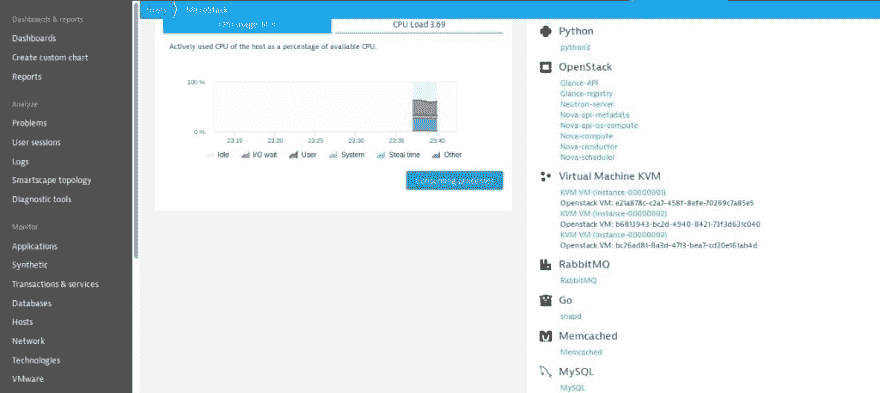 Dashboards & reports
Dashboards
Create custom chart
Reports
Analyze
Problems
User sessions
Logs
Smartscape topology
Diagnostic tools
Monitor
Applications
Synthetic
Transactions & services
Databases
Hosts
Network
Technologies
VMware
Hosts
MicroStack
CPU usage
CPU Load 3.69
Actively used CPU of the host as a percentage of available CPU.
100 %
0 %
23:15 23:20 23:25 23:30 23:35 23:40
Idle I/O wait User System Steal time Other
Consuming processes
Python
python3
OpenStack
Glance-API
Glance-registry
Neutron-server
Nova-api-metadata
Nova-api-os-compute
Nova-compute
Nova-conductor
Nova-scheduler
Virtual Machine KVM
KVM VM (instance-00000001)
Openstack VM: e21a878c-c2a7-458f-8efe-70269c7a85e5
KVM VM (instance-00000002)
Openstack VM: b6813943-bc2d-4940-8421-73f3d631c040
KVM VM (instance-00000003)
Openstack VM: bc26ad81-8a3d-47f3-bea7-cd20e161ab4d
RabbitMQ
RabbitMQ
Go
snapd
Memcached
Memcached
MySQL
MySQL